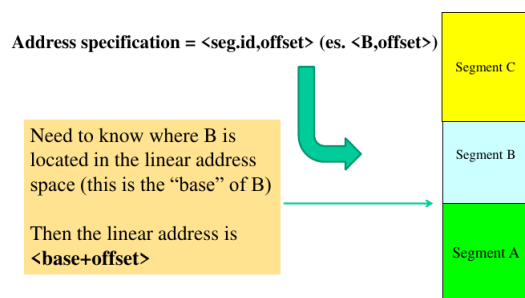 Address specification = <seg.id,offset> (es. <B,offset>)
Segment C
Need to know where B is
located in the linear address
space (this is the “base” of B)
Then the linear address is
<base+offset>
Segment B
Segment A